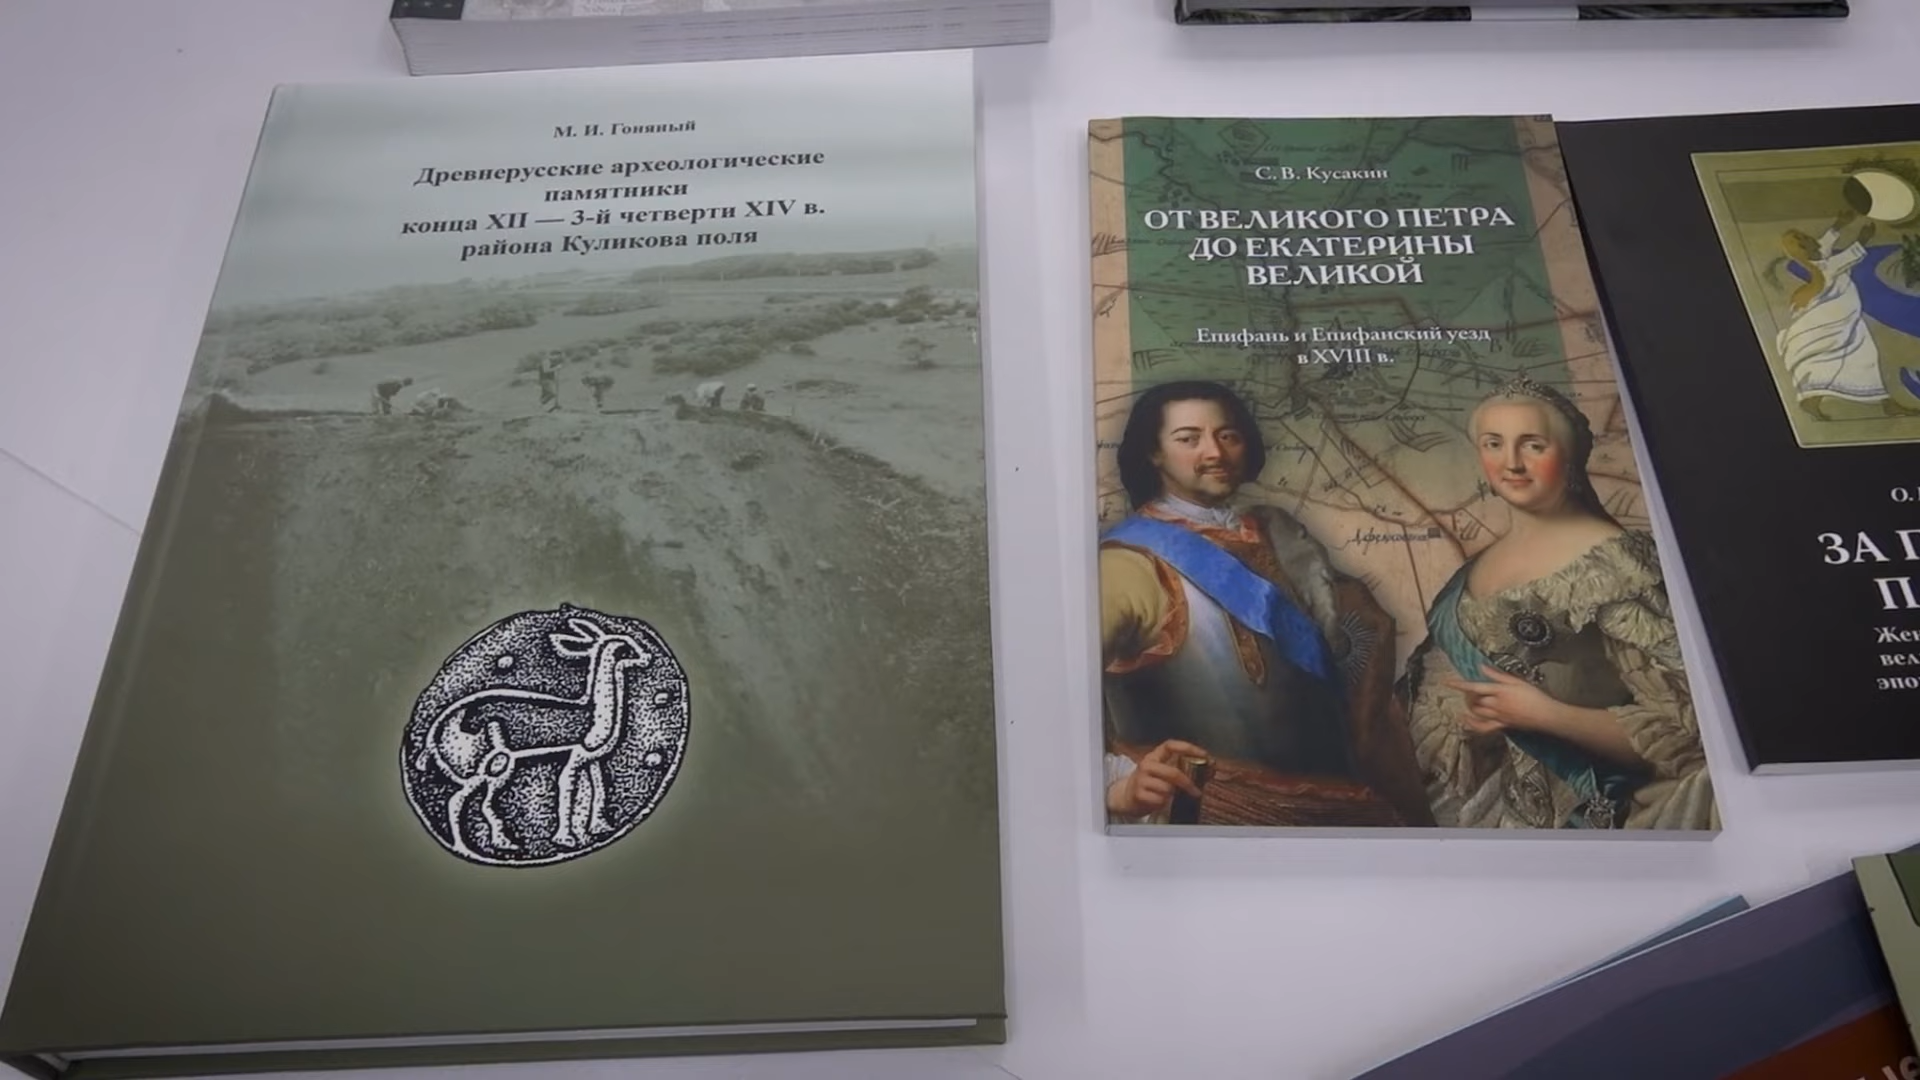 М. И. Гоняный
Древнерусские археологические
памятники
конца XII — 3-й четверти XIV в.
района Куликова поля
С. В. Кусакин
ОТ ВЕЛИКОГО ПЕТРА
ДО ЕКАТЕРИНЫ
ВЕЛИКОЙ
Епифань и Епифанский уезд
в XVIII в.
О.
ЗА